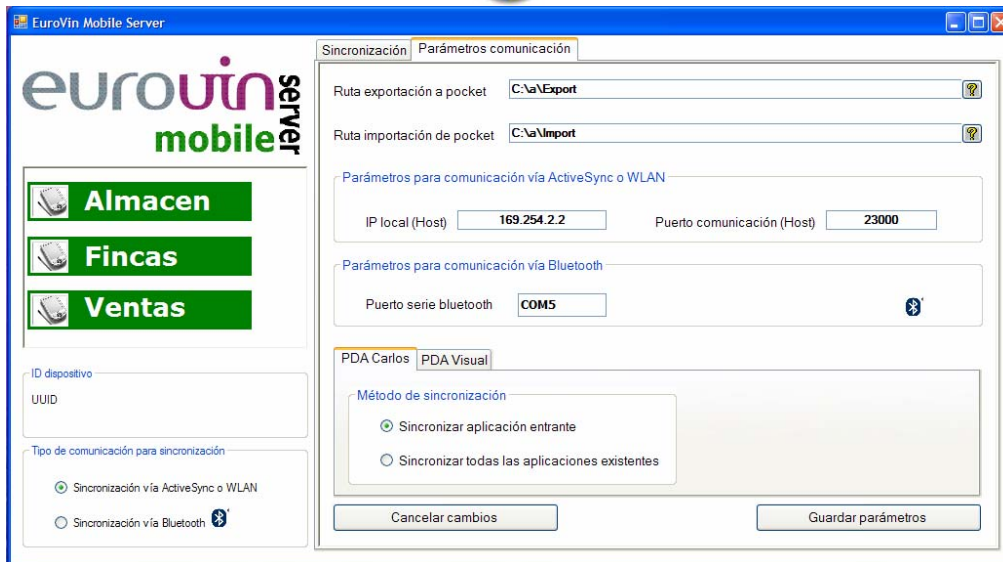 EuroVin Mobile Server
eurovin
mobile
server
Almacen
Fincas
Ventas
ID dispositivo
UUID
Tipo de comunicación para sincronización
Sincronización vía ActiveSync o WLAN
Sincronización vía Bluetooth
Sincronización Parámetros comunicación
Ruta exportación a pocket C:\a\Export
Ruta importación de pocket C:\a\Import
Parámetros para comunicación vía ActiveSync o WLAN
IP local (Host) 169.254.2.2 Puerto comunicación (Host) 23000
Parámetros para comunicación vía Bluetooth
Puerto serie bluetooth COM5
PDA Carlos PDA Visual
Método de sincronización
Sincronizar aplicación entrante
Sincronizar todas las aplicaciones existentes
Cancelar cambios Guardar parámetros